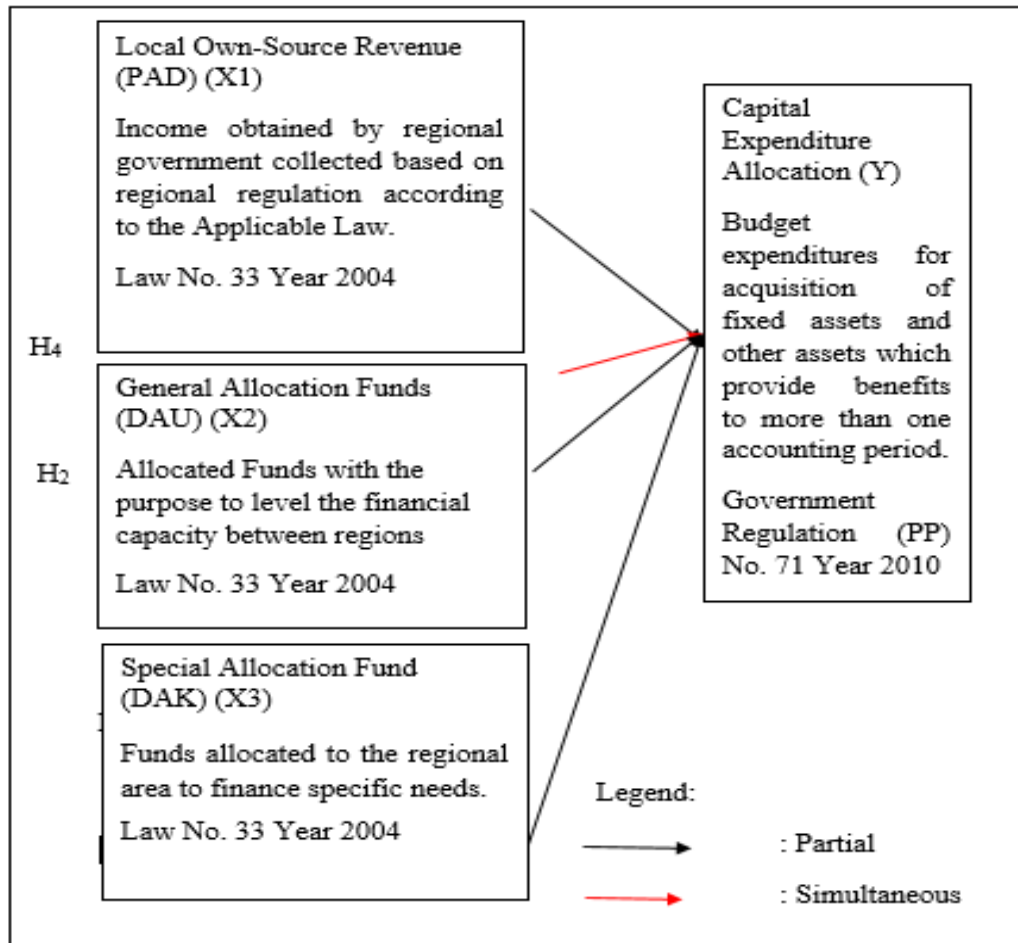 Local Own-Source Revenue
(PAD) (X1)
Income obtained by regional
government collected based on
regional regulation according
to the Applicable Law.
Law No. 33 Year 2004
H4
General Allocation Funds
(DAU) (X2)
H2
Allocated Funds with the
purpose to level the financial
capacity between regions
Law No. 33 Year 2004
Special Allocation Fund
(DAK) (X3)
Funds allocated to the regional
area to finance specific needs.
Law No. 33 Year 2004
Capital
Expenditure
Allocation (Y)
Budget
expenditures for
acquisition of
fixed assets and
other assets which
provide benefits
to more than one
accounting period.
Government
Regulation (PP)
No. 71 Year 2010
Legend:
: Partial
: Simultaneous